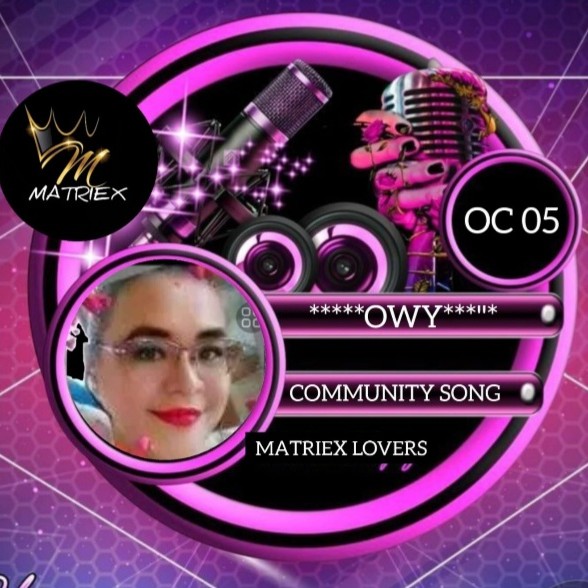 M
MATRIEX
OC 05
*****OWY***"*
COMMUNITY SONG
MATRIEX LOVERS